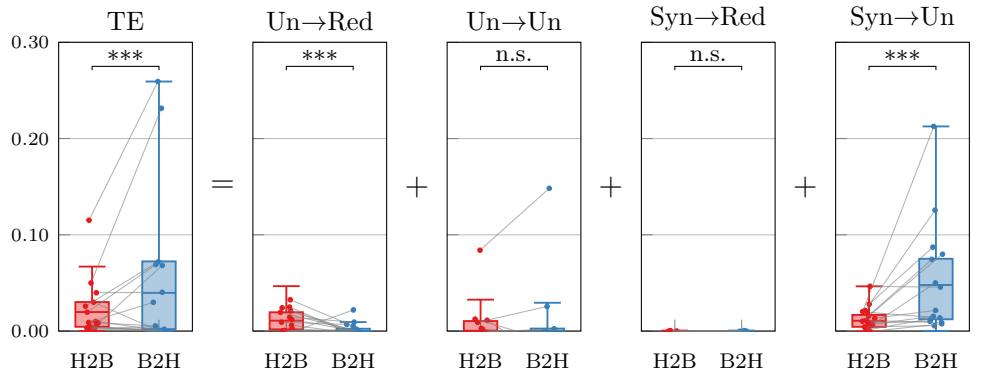 TE Un→Red Un→Un Syn→Red Syn→Un
0.30
*** *** n.s. n.s. ***
0.20
= + + +
0.10
0.00
H2B B2H H2B B2H H2B B2H H2B B2H H2B B2H